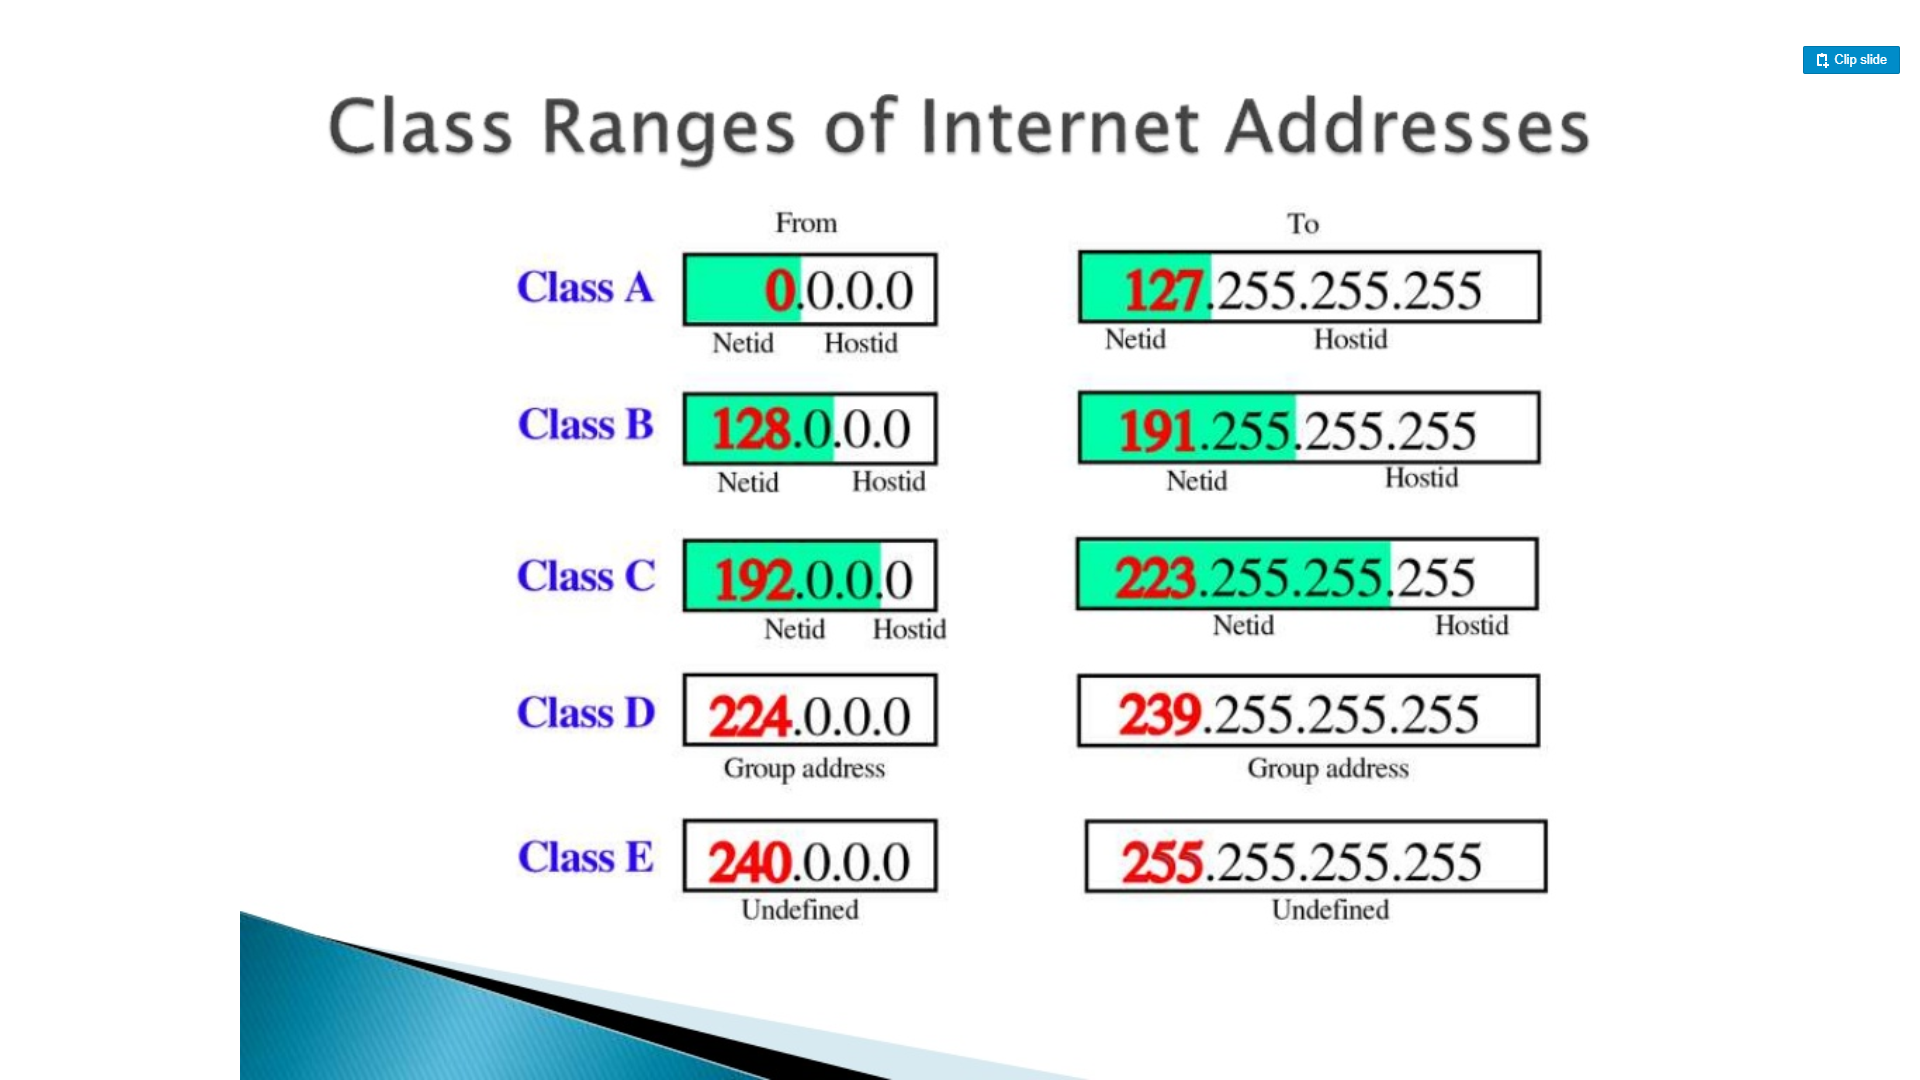 Clip slide
Class Ranges of Internet Addresses
From To
Class A 0.0.0.0 127.255.255.255
Netid Hostid Netid Hostid
Class B 128.0.0.0 191.255.255.255
Netid Hostid Netid Hostid
Class C 192.0.0.0 223.255.255.255
Netid Hostid Netid Hostid
Class D 224.0.0.0 239.255.255.255
Group address Group address
Class E 240.0.0.0 255.255.255.255
Undefined Undefined